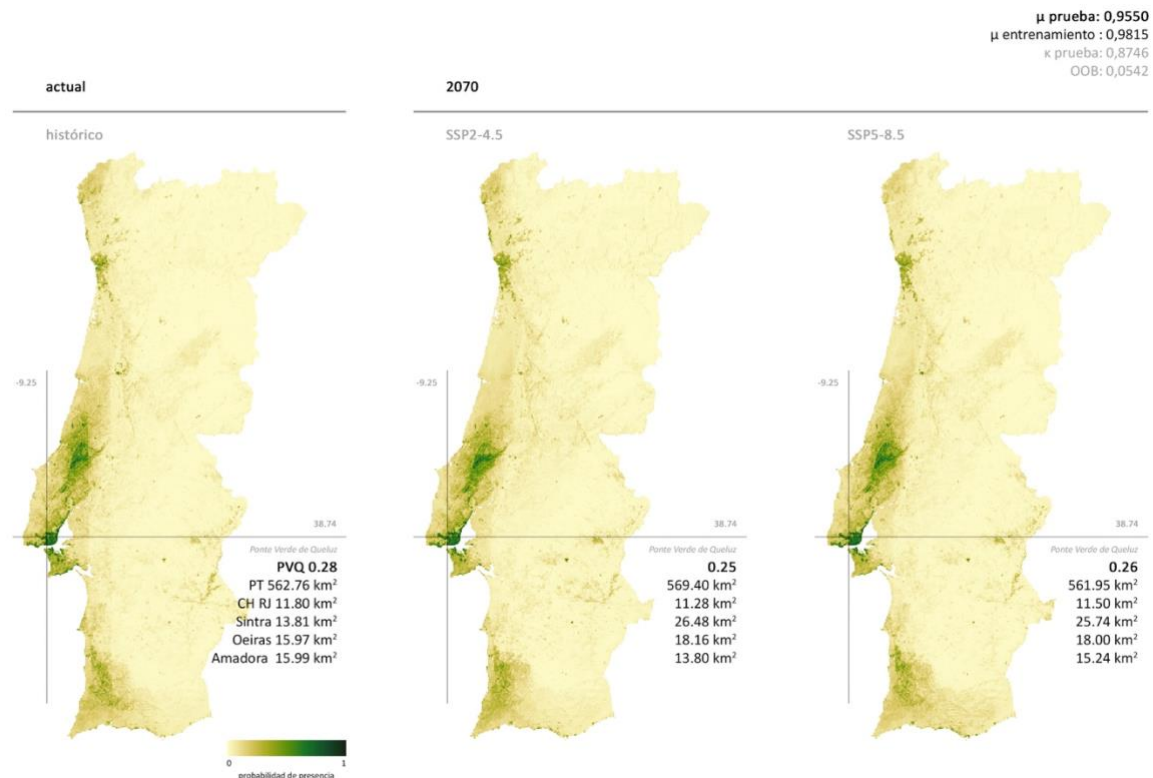 μ prueba: 0,9550
μ entrenamiento : 0,9815
κ prueba: 0,8746
OOB: 0,0542
actual
2070
histórico
SSP2-4.5
SSP5-8.5
-9.25
-9.25
-9.25
38.74
38.74
38.74
Ponte Verde de Queluz
PVQ 0.28
PT 562.76 km²
CH RJ 11.80 km²
Sintra 13.81 km²
Oeiras 15.97 km²
Amadora 15.99 km²
Ponte Verde de Queluz
0.25
569.40 km²
11.28 km²
26.48 km²
18.16 km²
13.80 km²
Ponte Verde de Queluz
0.26
561.95 km²
11.50 km²
25.74 km²
18.00 km²
15.24 km²
0 1
probabilidad de presencia